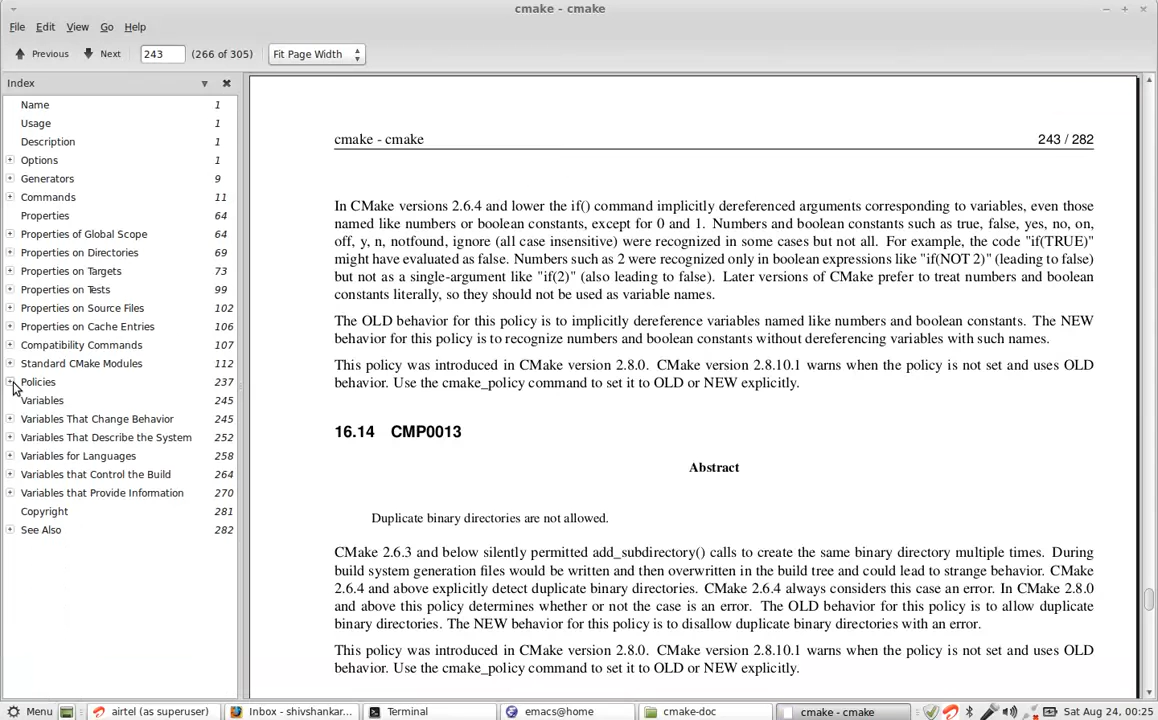 cmake - cmake
File Edit View Go Help
Previous Next 243 (266 of 305) Fit Page Width
Index
Name 1
Usage 1
Description 1
Options 1
Generators 9
Commands 11
Properties 64
Properties of Global Scope 64
Properties on Directories 69
Properties on Targets 73
Properties on Tests 99
Properties on Source Files 102
Properties on Cache Entries 106
Compatibility Commands 107
Standard CMake Modules 112
Policies 237
Variables 245
Variables That Change Behavior 245
Variables That Describe the System 252
Variables for Languages 258
Variables that Control the Build 264
Variables that Provide Information 270
Copyright 281
See Also 282
cmake - cmake 243 / 282
In CMake versions 2.6.4 and lower the if() command implicitly dereferenced arguments corresponding to variables, even those
named like numbers or boolean constants, except for 0 and 1. Numbers and boolean constants such as true, false, yes, no, on,
off, y, n, notfound, ignore (all case insensitive) were recognized in some cases but not all. For example, the code "if(TRUE)"
might have evaluated as false. Numbers such as 2 were recognized only in boolean expressions like "if(NOT 2)" (leading to false)
but not as a single-argument like "if(2)" (also leading to false). Later versions of CMake prefer to treat numbers and boolean
constants literally, so they should not be used as variable names.
The OLD behavior for this policy is to implicitly dereference variables named like numbers and boolean constants. The NEW
behavior for this policy is to recognize numbers and boolean constants without dereferencing variables with such names.
This policy was introduced in CMake version 2.8.0. CMake version 2.8.10.1 warns when the policy is not set and uses OLD
behavior. Use the cmake_policy command to set it to OLD or NEW explicitly.
16.14 CMP0013
Abstract
Duplicate binary directories are not allowed.
CMake 2.6.3 and below silently permitted add_subdirectory() calls to create the same binary directory multiple times. During
build system generation files would be written and then overwritten in the build tree and could lead to strange behavior. CMake
2.6.4 and above explicitly detect duplicate binary directories. CMake 2.6.4 always considers this case an error. In CMake 2.8.0
and above this policy determines whether or not the case is an error. The OLD behavior for this policy is to allow duplicate
binary directories. The NEW behavior for this policy is to disallow duplicate binary directories with an error.
This policy was introduced in CMake version 2.8.0. CMake version 2.8.10.1 warns when the policy is not set and uses OLD
behavior. Use the cmake_policy command to set it to OLD or NEW explicitly.
Menu airtel (as superuser) Inbox - shivshankar... Terminal emacs@home cmake-doc cmake - cmake Sat Aug 24, 00:25